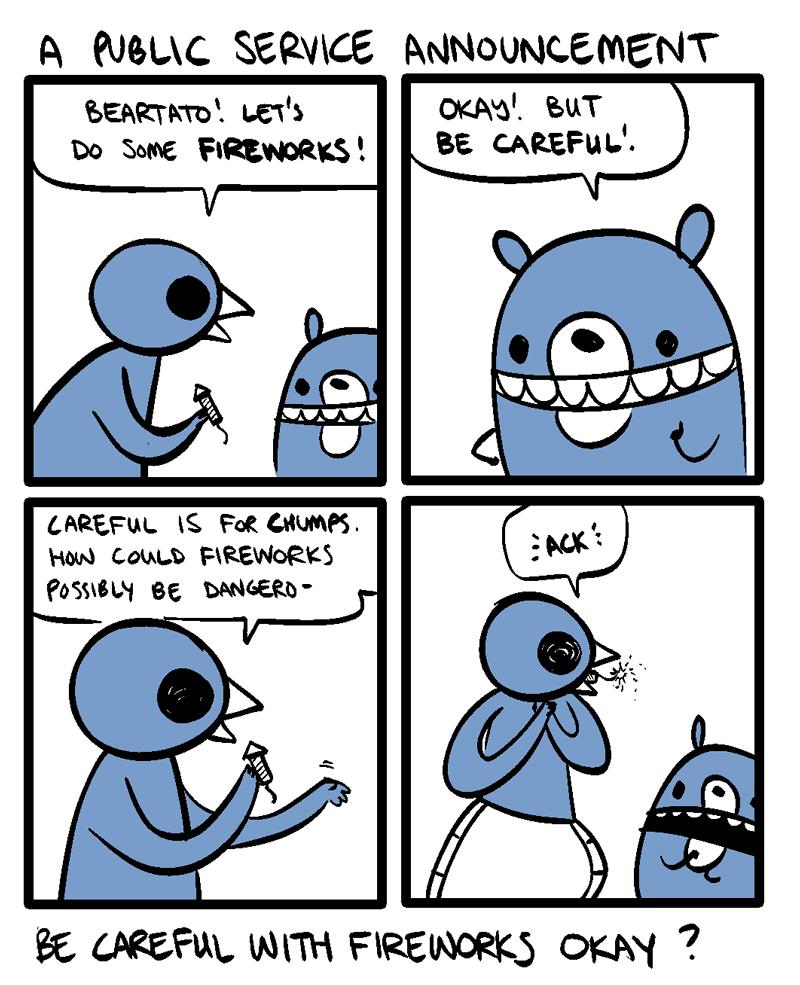 A PUBLIC SERVICE ANNOUNCEMENT
BEARTATO! LET'S
DO SOME FIREWORKS!
OKAY! BUT
BE CAREFUL!
CAREFUL IS FOR CHUMPS.
HOW COULD FIREWORKS
POSSIBLY BE DANGERO-
ACK
BE CAREFUL WITH FIREWORKS OKAY?